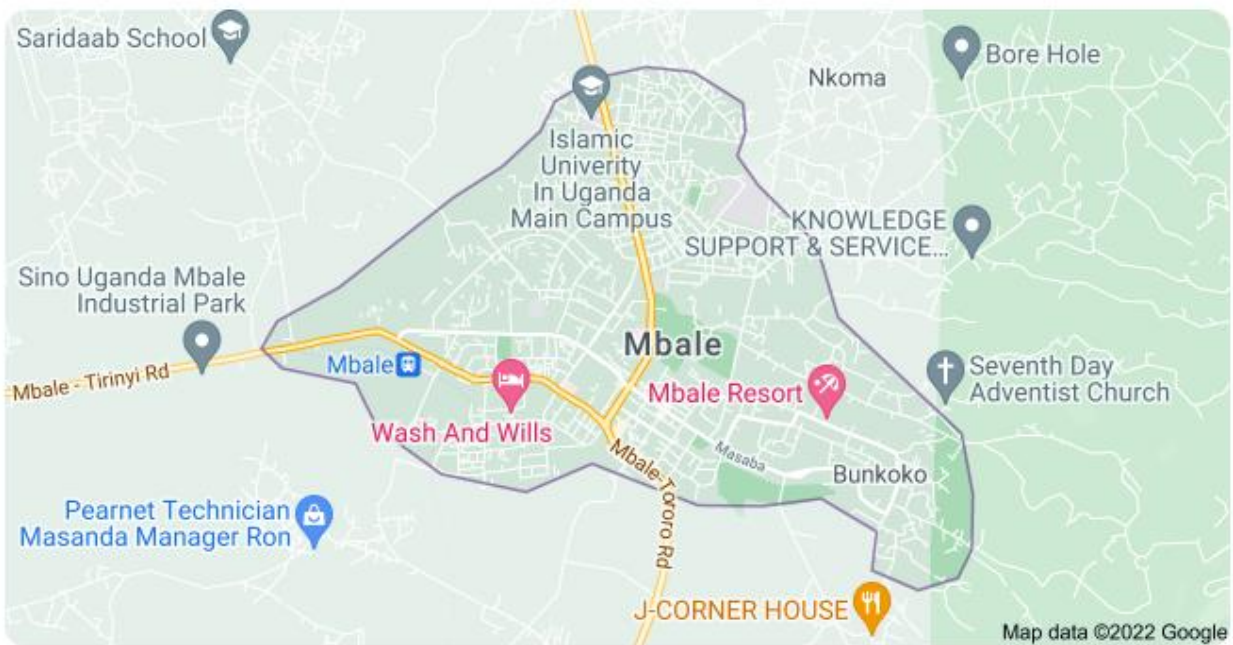 Saridaab School
Bore Hole
Nkoma
Islamic
Univerity
In Uganda
Main Campus
KNOWLEDGE
SUPPORT & SERVICE...
Sino Uganda Mbale
Industrial Park
Mbale
Mbale
Mbale - Tirinyi Rd
Mbale Resort
Seventh Day
Adventist Church
Wash And Wills
Mbale-Tororo Rd
Masaba
Bunkoko
Pearnet Technician
Masanda Manager Ron
J-CORNER HOUSE
Map data ©2022 Google